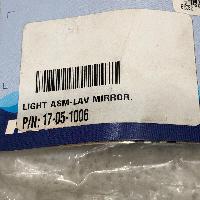 LIGHT ASM-LAV MIRROR.
P/N: 17-05-1006